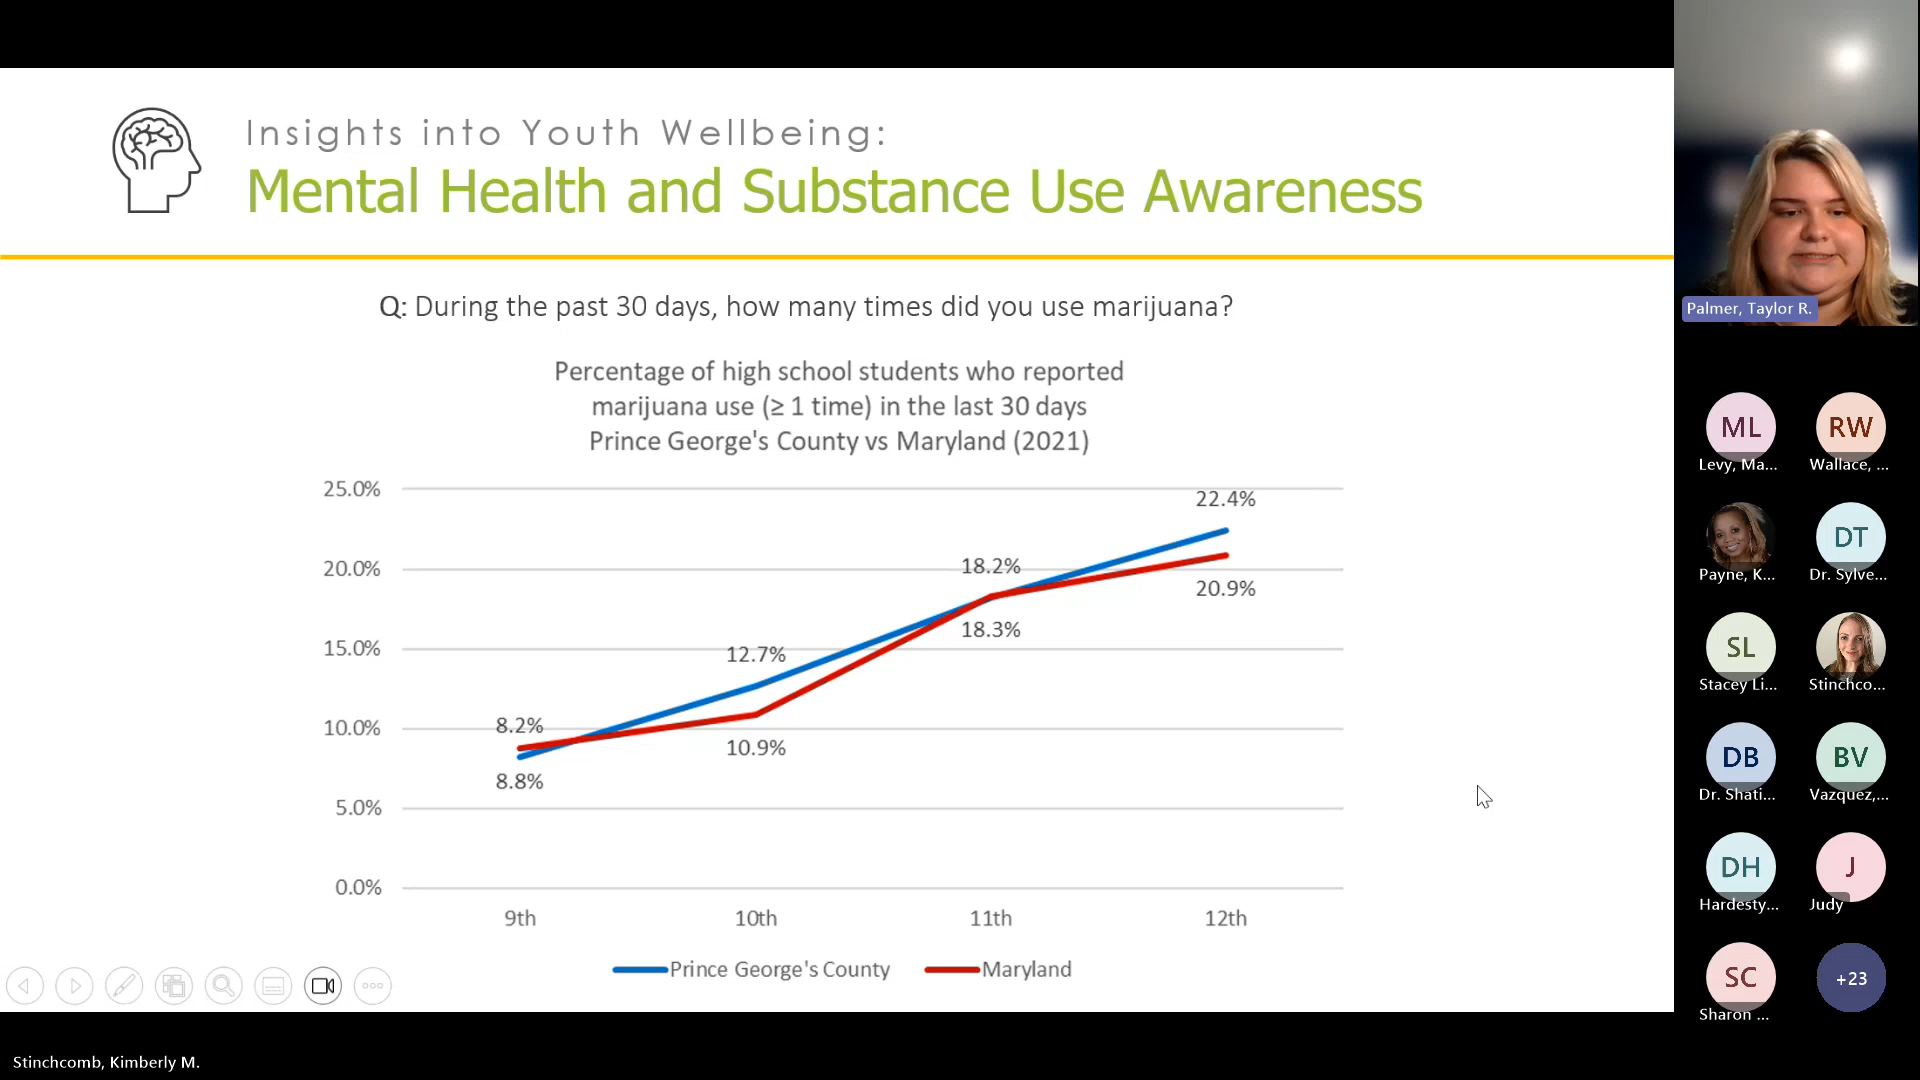 Insights into Youth Wellbeing:
Mental Health and Substance Use Awareness
Q: During the past 30 days, how many times did you use marijuana?
Percentage of high school students who reported
marijuana use (≥ 1 time) in the last 30 days
Prince George's County vs Maryland (2021)
25.0%
20.0%
15.0%
10.0%
5.0%
0.0%
8.2%
8.8%
12.7%
10.9%
18.2%
18.3%
22.4%
20.9%
9th 10th 11th 12th
Prince George's County Maryland
Palmer, Taylor R.
ML RW
Levy, Ma... Wallace, ...
DT
Payne, K... Dr. Sylve...
SL
Stacey Li... Stinchco...
DB BV
Dr. Shati... Vazquez,...
DH J
Hardesty... Judy
SC +23
Sharon ...
Stinchcomb, Kimberly M.